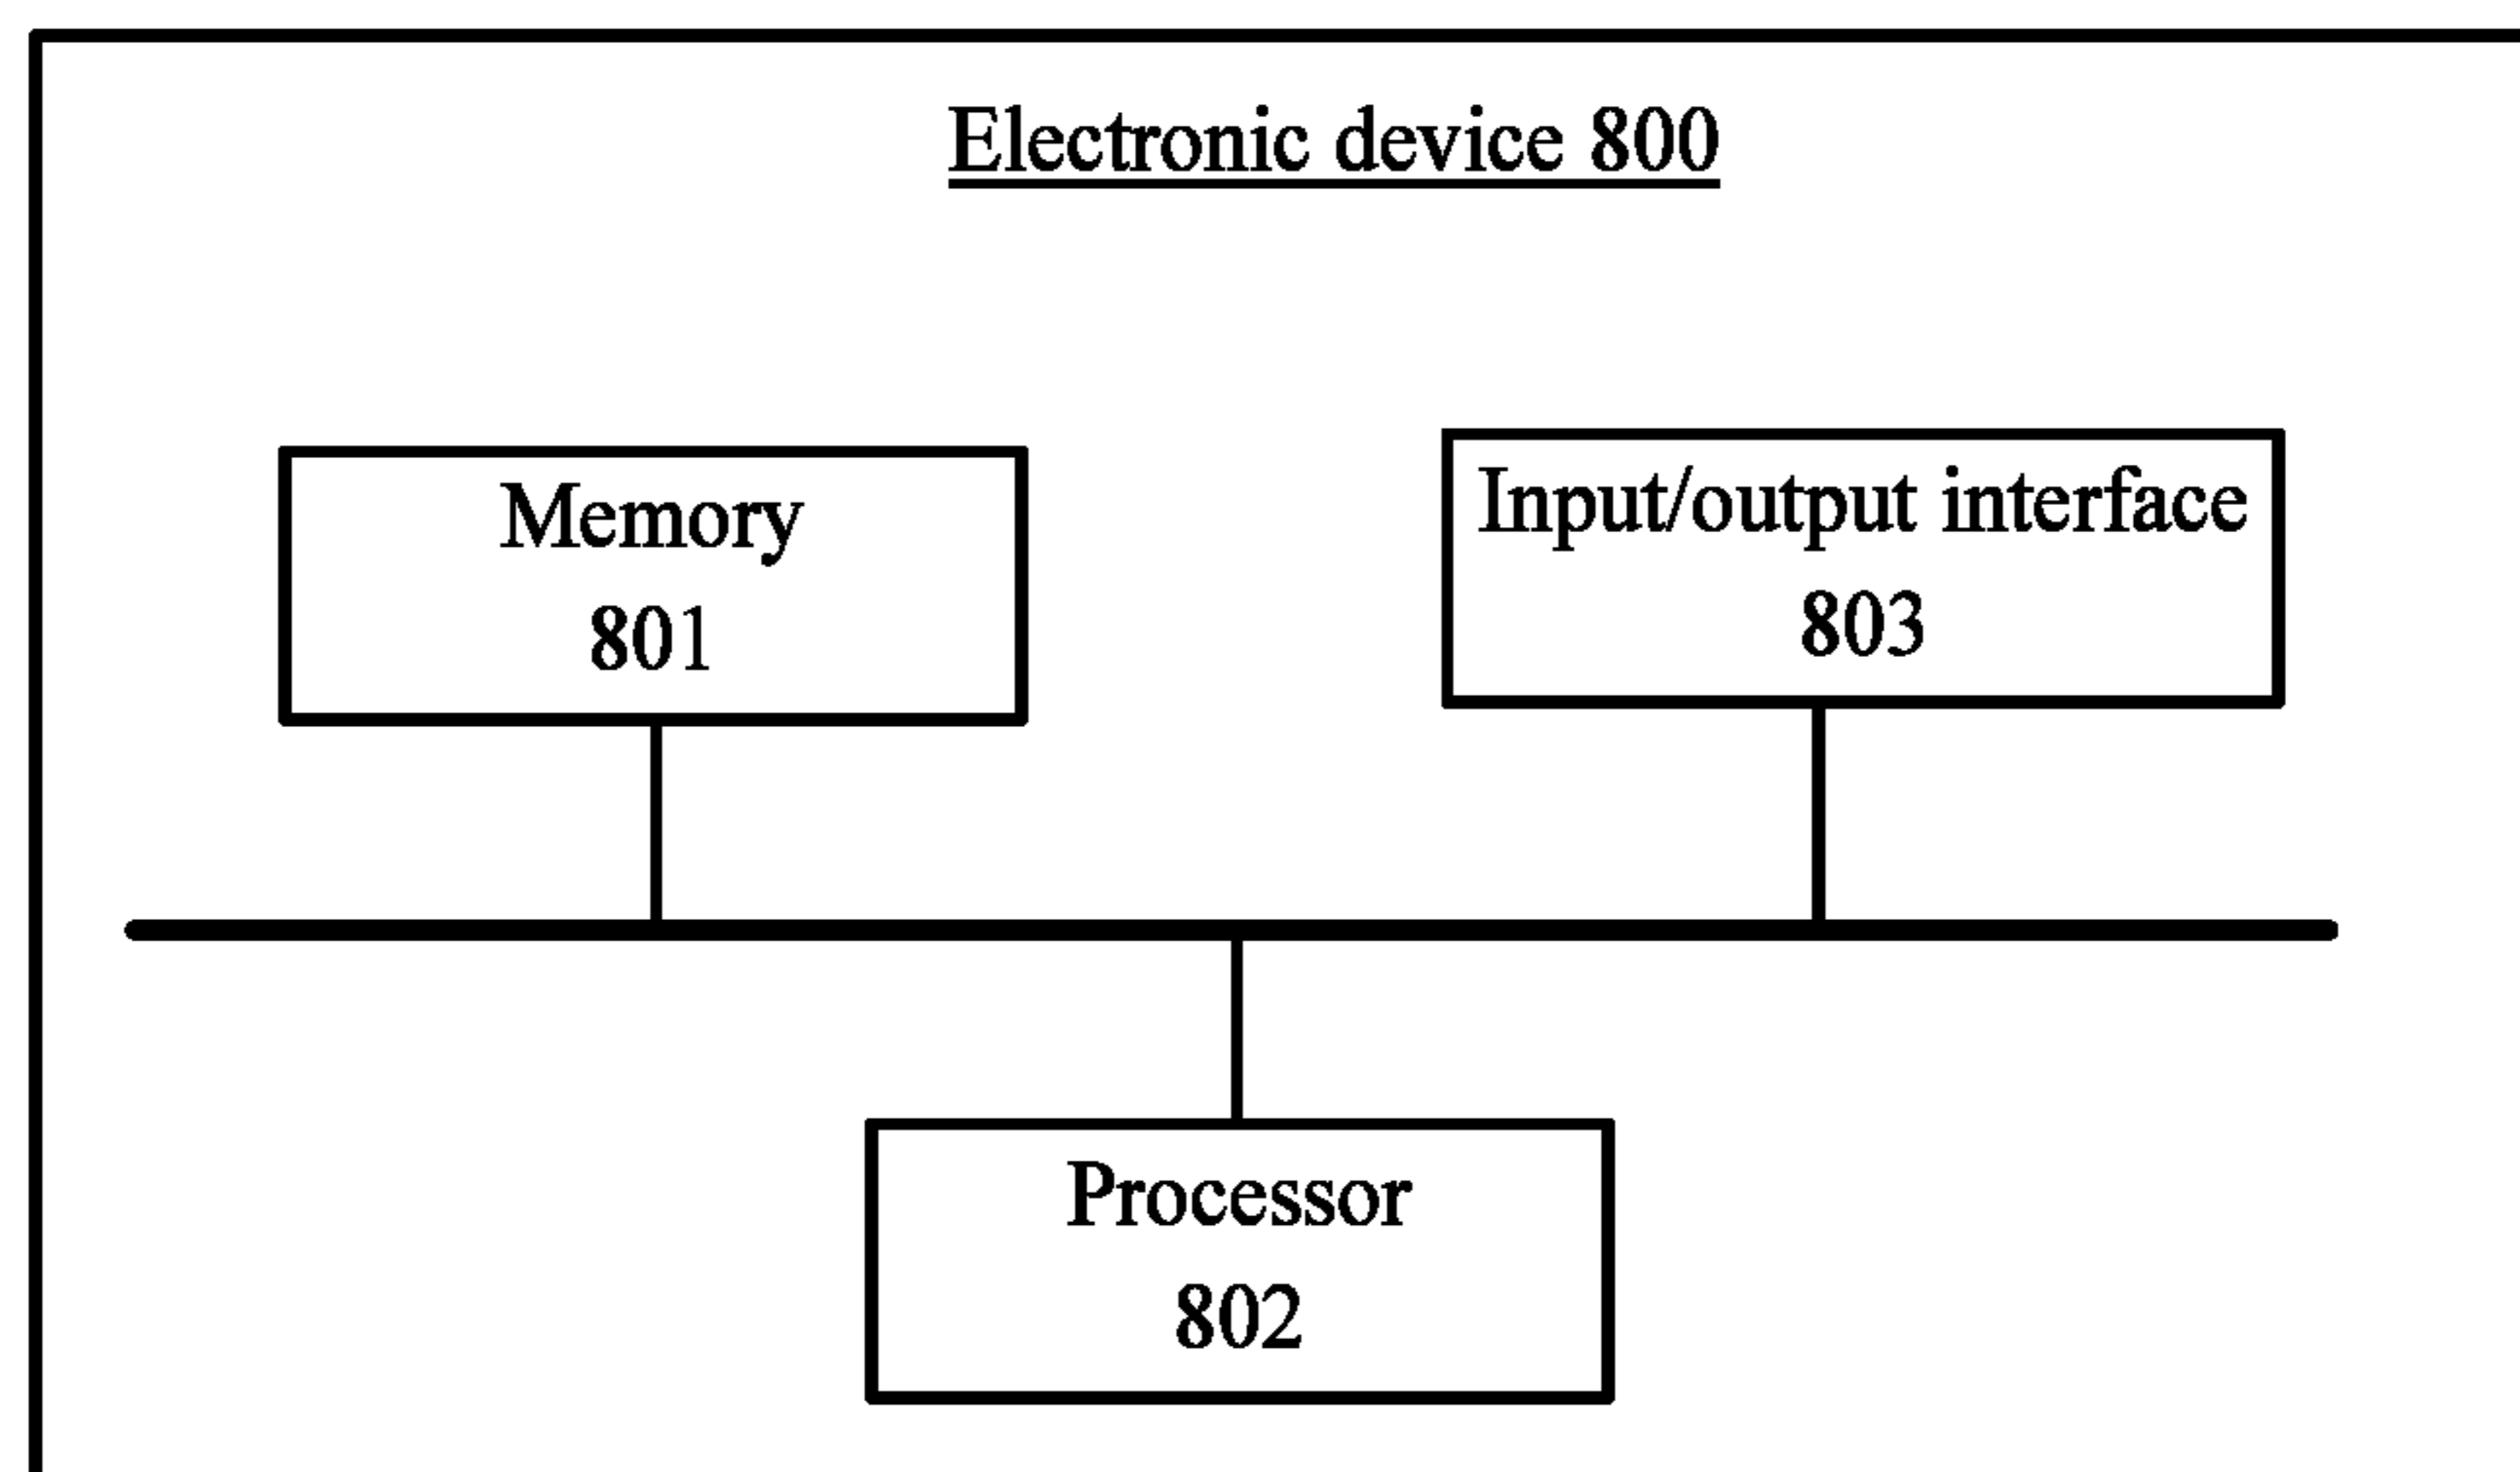 Electronic device 800
Memory
801
Input/output interface
803
Processor
802